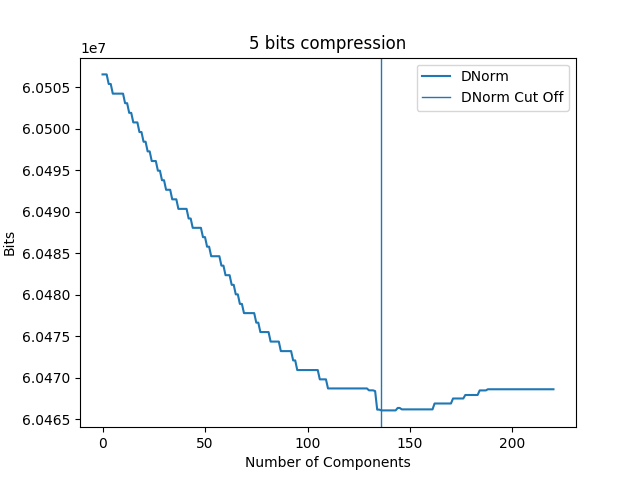 5 bits compression
1e7
DNorm
DNorm Cut Off
6.0505
6.0500
6.0495
6.0490
6.0485
6.0480
6.0475
6.0470
6.0465
Bits
0 50 100 150 200
Number of Components